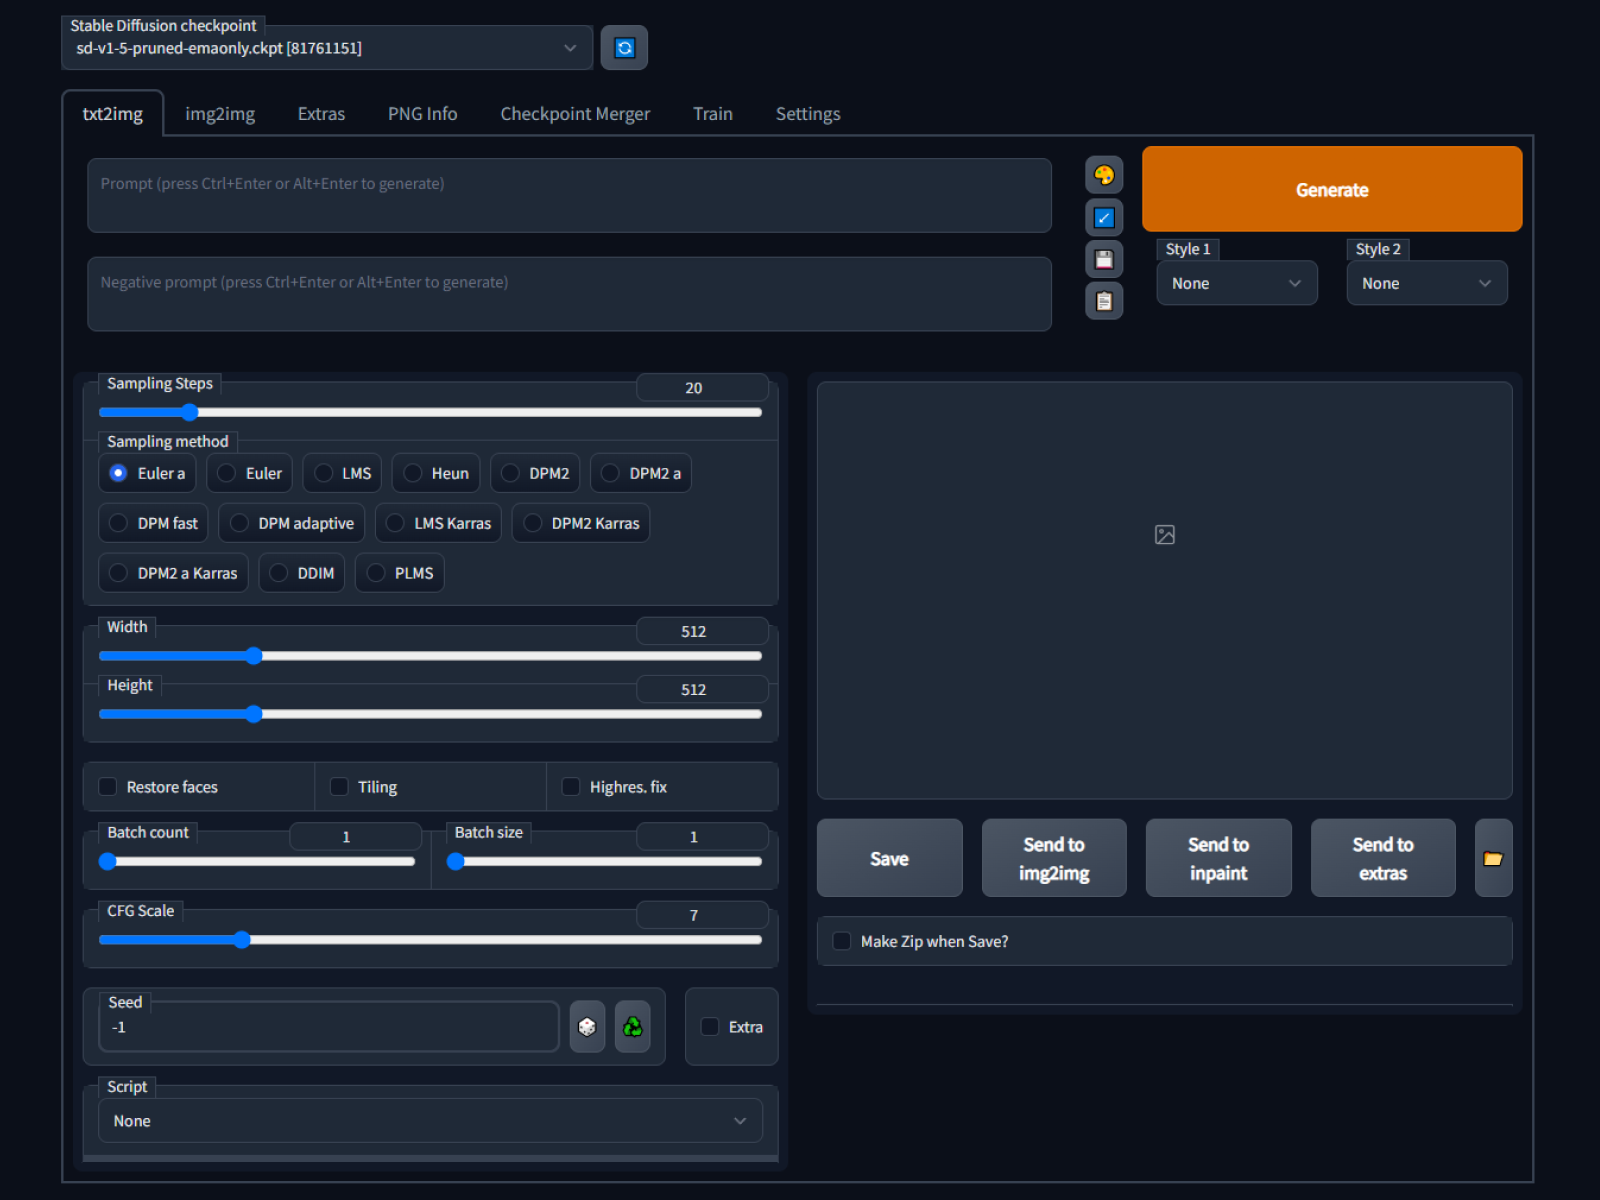 Stable Diffusion checkpoint
sd-v1-5-pruned-emaonly.ckpt [81761151]
txt2img
img2img
Extras
PNG Info
Checkpoint Merger
Train
Settings
Prompt (press Ctrl+Enter or Alt+Enter to generate)
Negative prompt (press Ctrl+Enter or Alt+Enter to generate)
Generate
Style 1
None
Style 2
None
Sampling Steps
20
Sampling method
Euler a
Euler
LMS
Heun
DPM2
DPM2 a
DPM fast
DPM adaptive
LMS Karras
DPM2 Karras
DPM2 a Karras
DDIM
PLMS
Width
512
Height
512
Restore faces
Tiling
Highres. fix
Batch count
1
Batch size
1
CFG Scale
7
Seed
-1
Extra
Script
None
Save
Send to
img2img
Send to
inpaint
Send to
extras
Make Zip when Save?